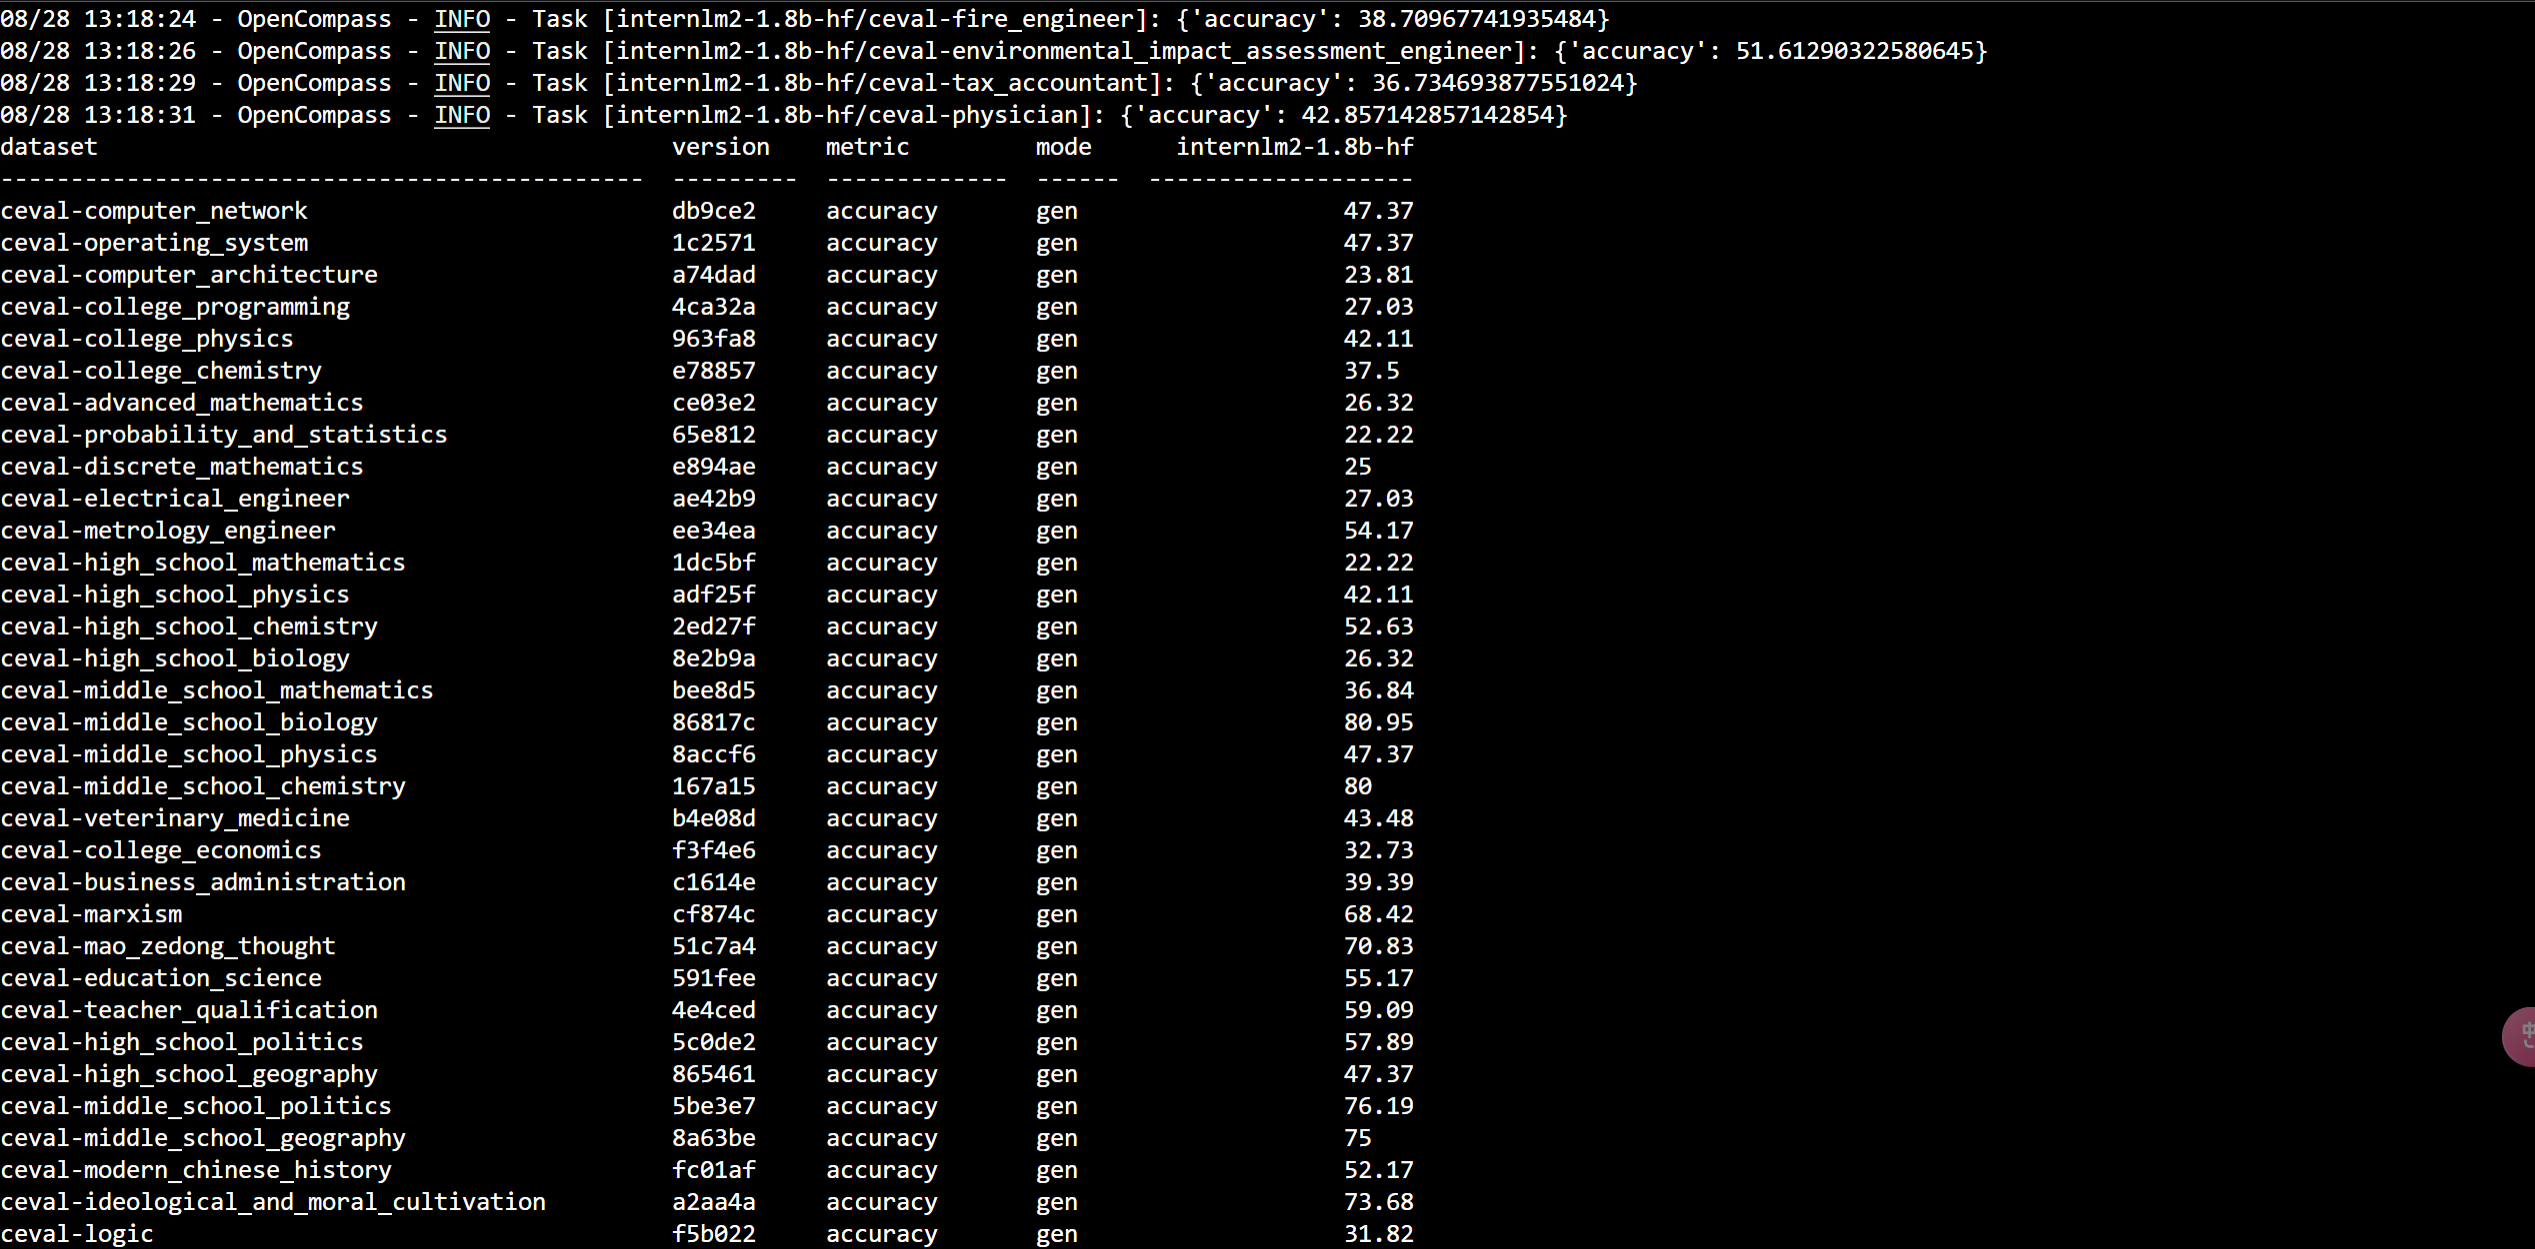 08/28 13:18:24 - OpenCompass - INFO - Task [internlm2-1.8b-hf/ceval-fire_engineer]: {'accuracy': 38.70967741935484}
08/28 13:18:26 - OpenCompass - INFO - Task [internlm2-1.8b-hf/ceval-environmental_impact_assessment_engineer]: {'accuracy': 51.61290322580645}
08/28 13:18:29 - OpenCompass - INFO - Task [internlm2-1.8b-hf/ceval-tax_accountant]: {'accuracy': 36.734693877551024}
08/28 13:18:31 - OpenCompass - INFO - Task [internlm2-1.8b-hf/ceval-physician]: {'accuracy': 42.857142857142854}
dataset version metric mode internlm2-1.8b-hf
---------------------------------------------- --------- ------------- ------ -------------------
ceval-computer_network db9ce2 accuracy gen 47.37
ceval-operating_system 1c2571 accuracy gen 47.37
ceval-computer_architecture a74dad accuracy gen 23.81
ceval-college_programming 4ca32a accuracy gen 27.03
ceval-college_physics 963fa8 accuracy gen 42.11
ceval-college_chemistry e78857 accuracy gen 37.5
ceval-advanced_mathematics ce03e2 accuracy gen 26.32
ceval-probability_and_statistics 65e812 accuracy gen 22.22
ceval-discrete_mathematics e894ae accuracy gen 25
ceval-electrical_engineer ae42b9 accuracy gen 27.03
ceval-metrology_engineer ee34ea accuracy gen 54.17
ceval-high_school_mathematics 1dc5bf accuracy gen 22.22
ceval-high_school_physics adf25f accuracy gen 42.11
ceval-high_school_chemistry 2ed27f accuracy gen 52.63
ceval-high_school_biology 8e2b9a accuracy gen 26.32
ceval-middle_school_mathematics bee8d5 accuracy gen 36.84
ceval-middle_school_biology 86817c accuracy gen 80.95
ceval-middle_school_physics 8accf6 accuracy gen 47.37
ceval-middle_school_chemistry 167a15 accuracy gen 80
ceval-veterinary_medicine b4e08d accuracy gen 43.48
ceval-college_economics f3f4e6 accuracy gen 32.73
ceval-business_administration c1614e accuracy gen 39.39
ceval-marxism cf874c accuracy gen 68.42
ceval-mao_zedong_thought 51c7a4 accuracy gen 70.83
ceval-education_science 591fee accuracy gen 55.17
ceval-teacher_qualification 4e4ced accuracy gen 59.09
ceval-high_school_politics 5c0de2 accuracy gen 57.89
ceval-high_school_geography 865461 accuracy gen 47.37
ceval-middle_school_politics 5be3e7 accuracy gen 76.19
ceval-middle_school_geography 8a63be accuracy gen 75
ceval-modern_chinese_history fc01af accuracy gen 52.17
ceval-ideological_and_moral_cultivation a2aa4a accuracy gen 73.68
ceval-logic f5b022 accuracy gen 31.82